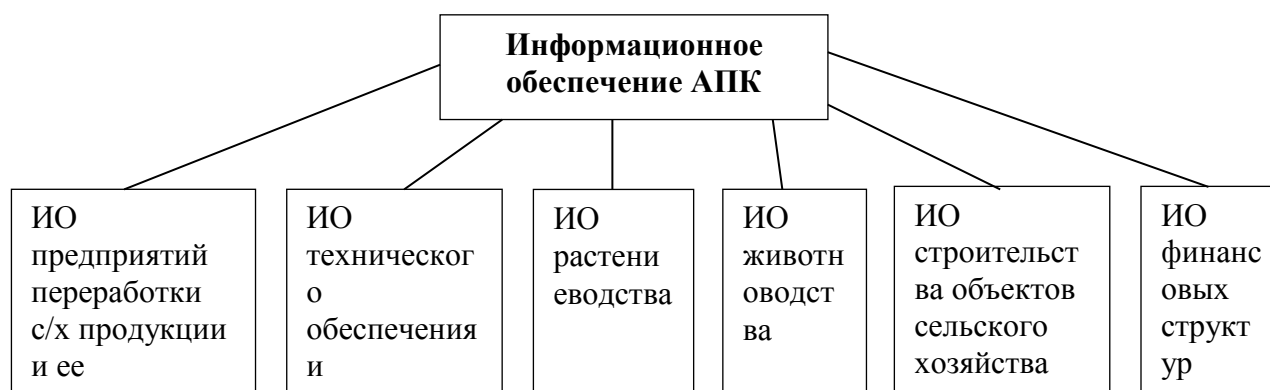 Информационное
обеспечение АПК
ИО
предприятий
переработки
с/х продукции
и ее
ИО
техническог
о
обеспечения
и
ИО
растени
еводства
ИО
животн
оводст
ва
ИО
строительст
ва объектов
сельского
хозяйства
ИО
финанс
овых
структ
ур